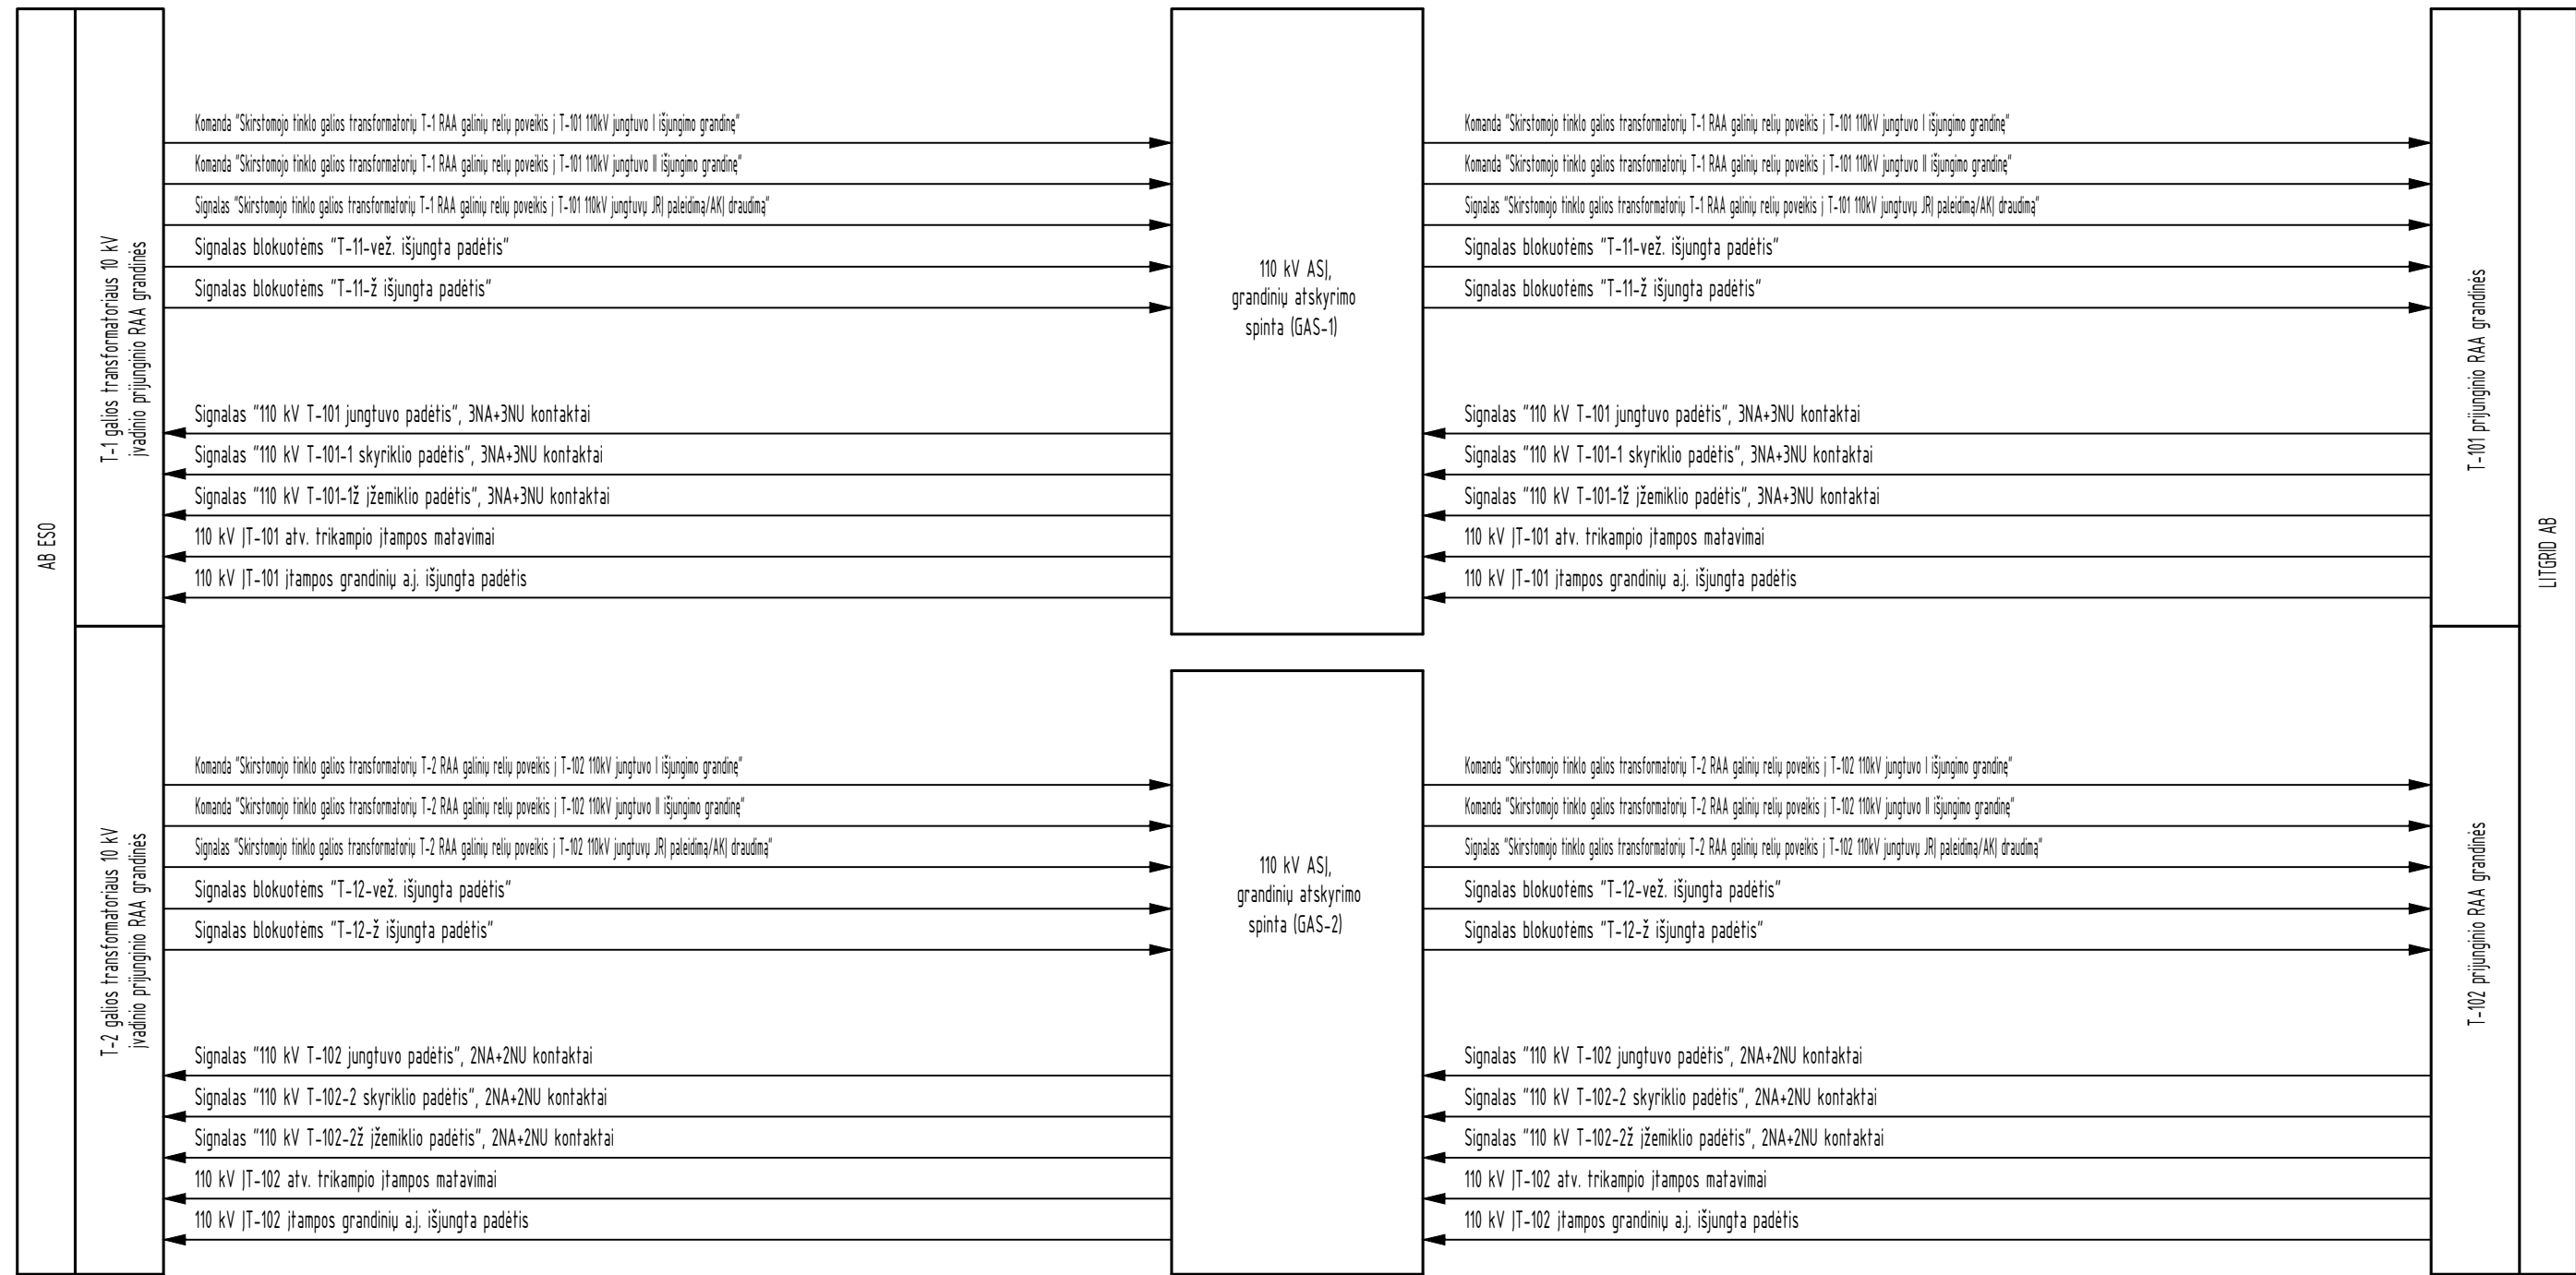 AB ESO
T-1 galios transformatoriaus 10 kV
įvadinio prijunginio RAA grandinės
Komanda "Skirstomojo tinklo galios transformatorių T-1 RAA galinių relių poveikis į T-101 110kV jungtuvo I išjungimo grandinę"
Komanda "Skirstomojo tinklo galios transformatorių T-1 RAA galinių relių poveikis į T-101 110kV jungtuvo II išjungimo grandinę"
Signalas "Skirstomojo tinklo galios transformatorių T-1 RAA galinių relių poveikis į T-101 110kV jungtuvų JRĮ paleidimą/AKĮ draudimą"
Signalas blokuotėms "T-11-vež. išjungta padėtis"
Signalas blokuotėms "T-11-ž išjungta padėtis"
Signalas "110 kV T-101 jungtuvo padėtis", 3NA+3NU kontaktai
Signalas "110 kV T-101-1 skyriklio padėtis", 3NA+3NU kontaktai
Signalas "110 kV T-101-1ž įžemiklio padėtis", 3NA+3NU kontaktai
110 kV ĮT-101 atv. trikampio įtampos matavimai
110 kV ĮT-101 įtampos grandinių a.j. išjungta padėtis
110 kV ASĮ,
grandinių atskyrimo
spinta (GAS-1)
Komanda "Skirstomojo tinklo galios transformatorių T-1 RAA galinių relių poveikis į T-101 110kV jungtuvo I išjungimo grandinę"
Komanda "Skirstomojo tinklo galios transformatorių T-1 RAA galinių relių poveikis į T-101 110kV jungtuvo II išjungimo grandinę"
Signalas "Skirstomojo tinklo galios transformatorių T-1 RAA galinių relių poveikis į T-101 110kV jungtuvų JRĮ paleidimą/AKĮ draudimą"
Signalas blokuotėms "T-11-vež. išjungta padėtis"
Signalas blokuotėms "T-11-ž išjungta padėtis"
Signalas "110 kV T-101 jungtuvo padėtis", 3NA+3NU kontaktai
Signalas "110 kV T-101-1 skyriklio padėtis", 3NA+3NU kontaktai
Signalas "110 kV T-101-1ž įžemiklio padėtis", 3NA+3NU kontaktai
110 kV ĮT-101 atv. trikampio įtampos matavimai
110 kV ĮT-101 įtampos grandinių a.j. išjungta padėtis
T-101 prijunginio RAA grandinės
LITGRID AB
T-2 galios transformatoriaus 10 kV
įvadinio prijunginio RAA grandinės
Komanda "Skirstomojo tinklo galios transformatorių T-2 RAA galinių relių poveikis į T-102 110kV jungtuvo I išjungimo grandinę"
Komanda "Skirstomojo tinklo galios transformatorių T-2 RAA galinių relių poveikis į T-102 110kV jungtuvo II išjungimo grandinę"
Signalas "Skirstomojo tinklo galios transformatorių T-2 RAA galinių relių poveikis į T-102 110kV jungtuvų JRĮ paleidimą/AKĮ draudimą"
Signalas blokuotėms "T-12-vež. išjungta padėtis"
Signalas blokuotėms "T-12-ž išjungta padėtis"
Signalas "110 kV T-102 jungtuvo padėtis", 2NA+2NU kontaktai
Signalas "110 kV T-102-2 skyriklio padėtis", 2NA+2NU kontaktai
Signalas "110 kV T-102-2ž įžemiklio padėtis", 2NA+2NU kontaktai
110 kV ĮT-102 atv. trikampio įtampos matavimai
110 kV ĮT-102 įtampos grandinių a.j. išjungta padėtis
110 kV ASĮ,
grandinių atskyrimo
spinta (GAS-2)
Komanda "Skirstomojo tinklo galios transformatorių T-2 RAA galinių relių poveikis į T-102 110kV jungtuvo I išjungimo grandinę"
Komanda "Skirstomojo tinklo galios transformatorių T-2 RAA galinių relių poveikis į T-102 110kV jungtuvo II išjungimo grandinę"
Signalas "Skirstomojo tinklo galios transformatorių T-2 RAA galinių relių poveikis į T-102 110kV jungtuvų JRĮ paleidimą/AKĮ draudimą"
Signalas blokuotėms "T-12-vež. išjungta padėtis"
Signalas blokuotėms "T-12-ž išjungta padėtis"
Signalas "110 kV T-102 jungtuvo padėtis", 2NA+2NU kontaktai
Signalas "110 kV T-102-2 skyriklio padėtis", 2NA+2NU kontaktai
Signalas "110 kV T-102-2ž įžemiklio padėtis", 2NA+2NU kontaktai
110 kV ĮT-102 atv. trikampio įtampos matavimai
110 kV ĮT-102 įtampos grandinių a.j. išjungta padėtis
T-102 prijunginio RAA grandinės